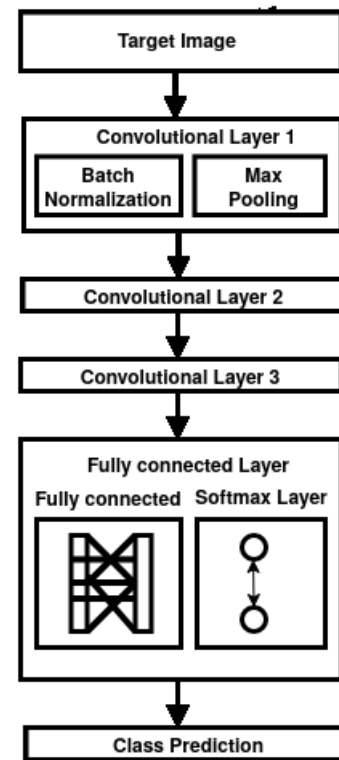 Target Image
Convolutional Layer 1
Batch
Normalization
Max
Pooling
Convolutional Layer 2
Convolutional Layer 3
Fully connected Layer
Fully connected
Softmax Layer
Class Prediction